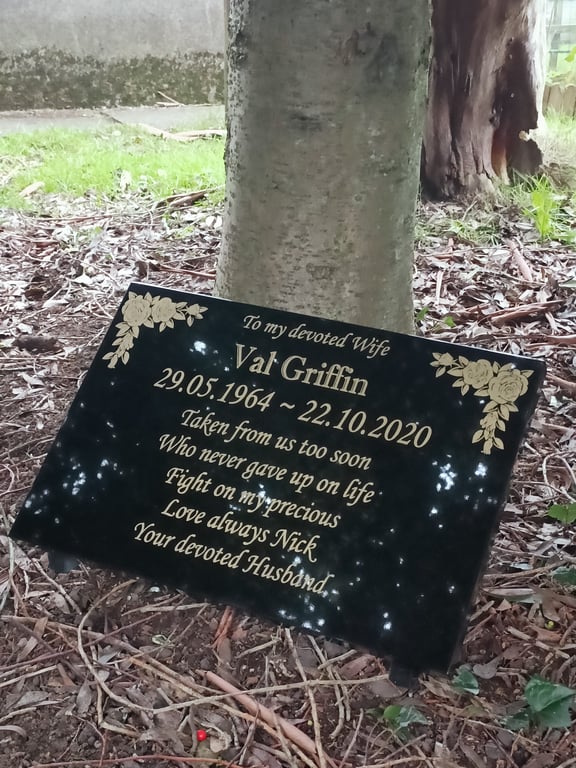 To my devoted Wife
Val Griffin
29.05.1964 ~ 22.10.2020
Taken from us too soon
Who never gave up on life
Fight on my precious
Love always Nick
Your devoted Husband